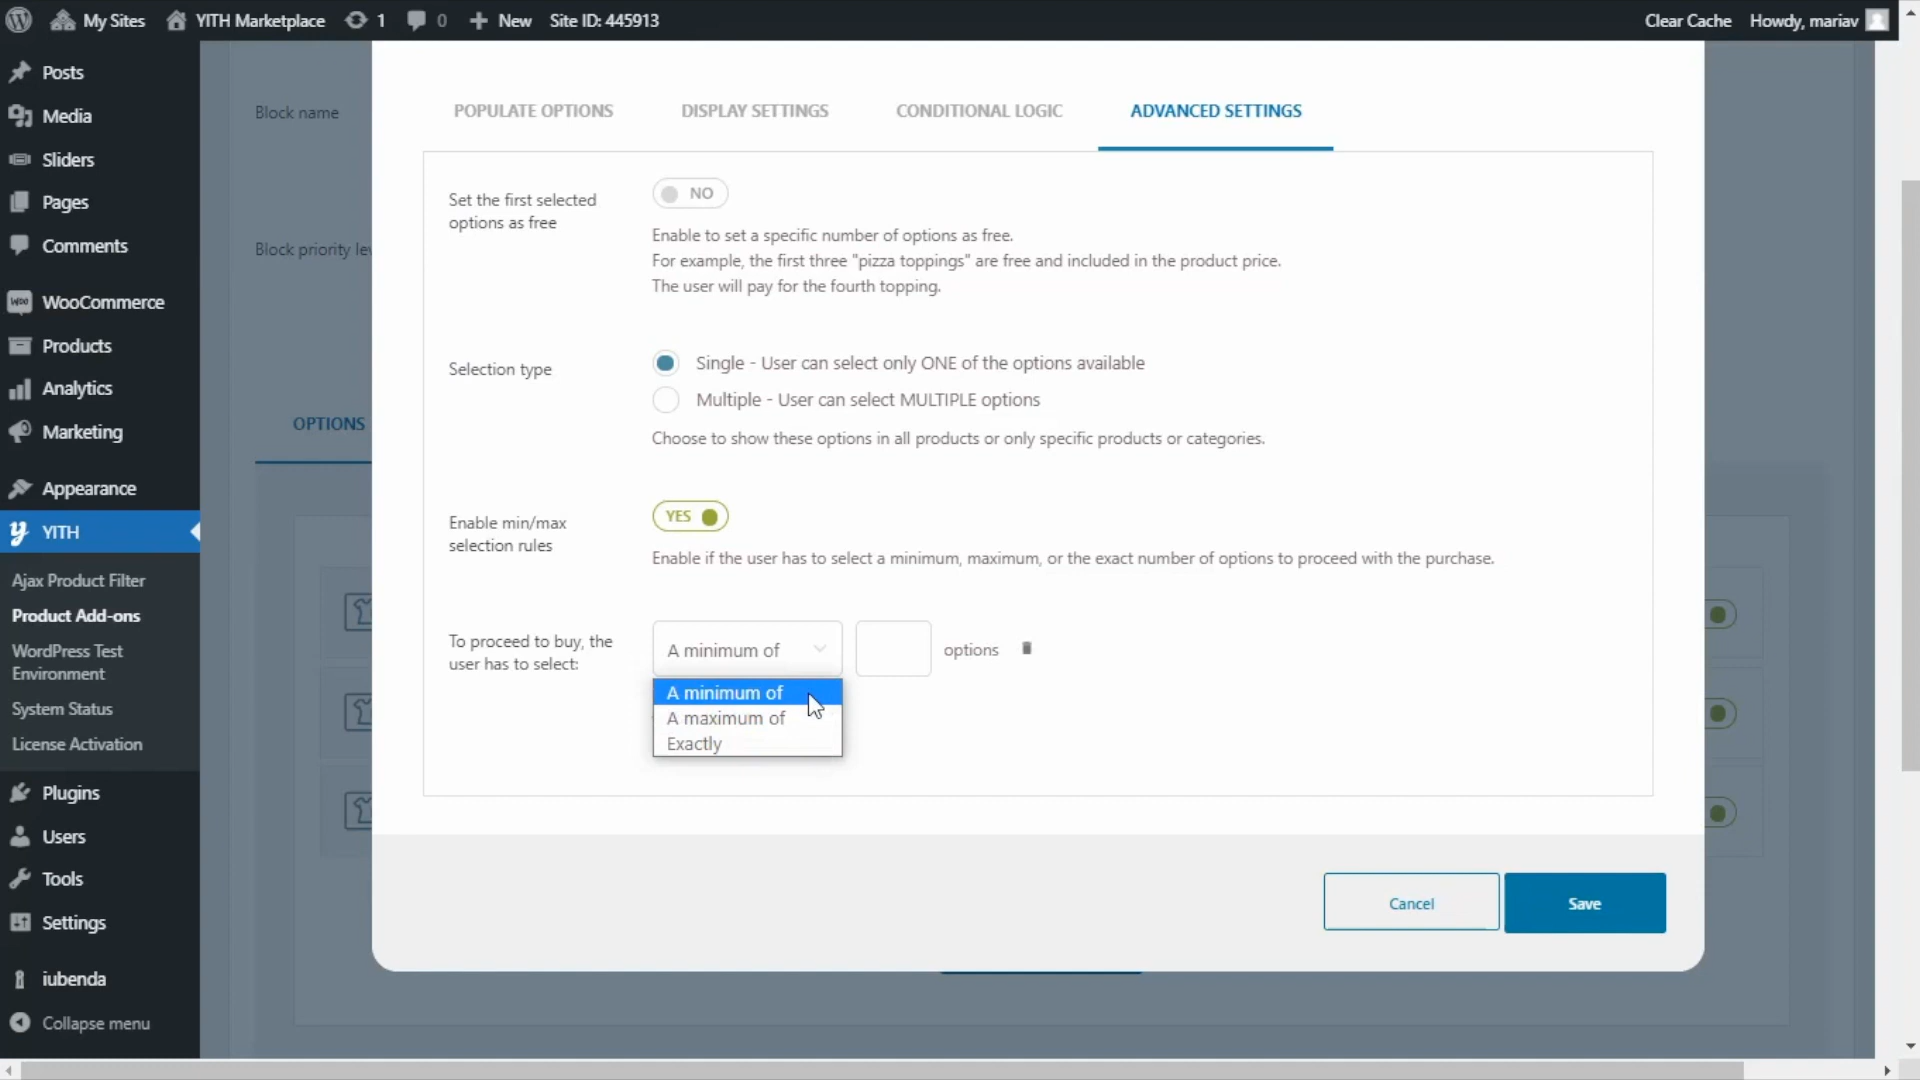 My Sites
YITH Marketplace
1
0
New
Site ID: 445913
Clear Cache
Howdy, mariav
Posts
Media
Sliders
Pages
Comments
WooCommerce
Products
Analytics
Marketing
Appearance
YITH
Ajax Product Filter
Product Add-ons
WordPress Test
Environment
System Status
License Activation
Plugins
Users
Tools
Settings
iubenda
Collapse menu
Block name
Block priority lev
OPTIONS
POPULATE OPTIONS
DISPLAY SETTINGS
CONDITIONAL LOGIC
ADVANCED SETTINGS
Set the first selected
options as free
NO
Enable to set a specific number of options as free.
For example, the first three "pizza toppings" are free and included in the product price.
The user will pay for the fourth topping.
Selection type
Single - User can select only ONE of the options available
Multiple - User can select MULTIPLE options
Choose to show these options in all products or only specific products or categories.
Enable min/max
selection rules
YES
Enable if the user has to select a minimum, maximum, or the exact number of options to proceed with the purchase.
To proceed to buy, the
user has to select:
A minimum of
options
A minimum of
A maximum of
Exactly
Cancel
Save